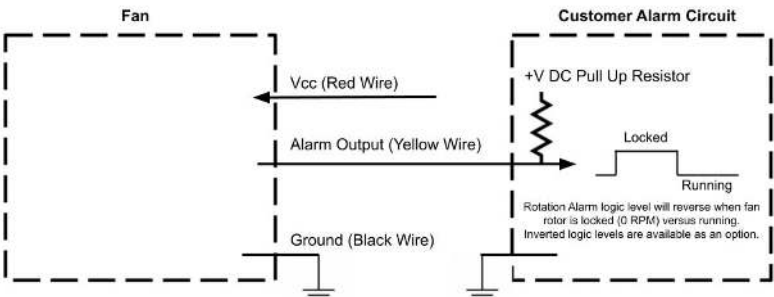 Fan
Customer Alarm Circuit
Vcc (Red Wire)
+V DC Pull Up Resistor
Alarm Output (Yellow Wire)
Locked
Running
Rotation Alarm logic level will reverse when fan
rotor is locked (0 RPM) versus running.
Inverted logic levels are available as an option.
Ground (Black Wire)